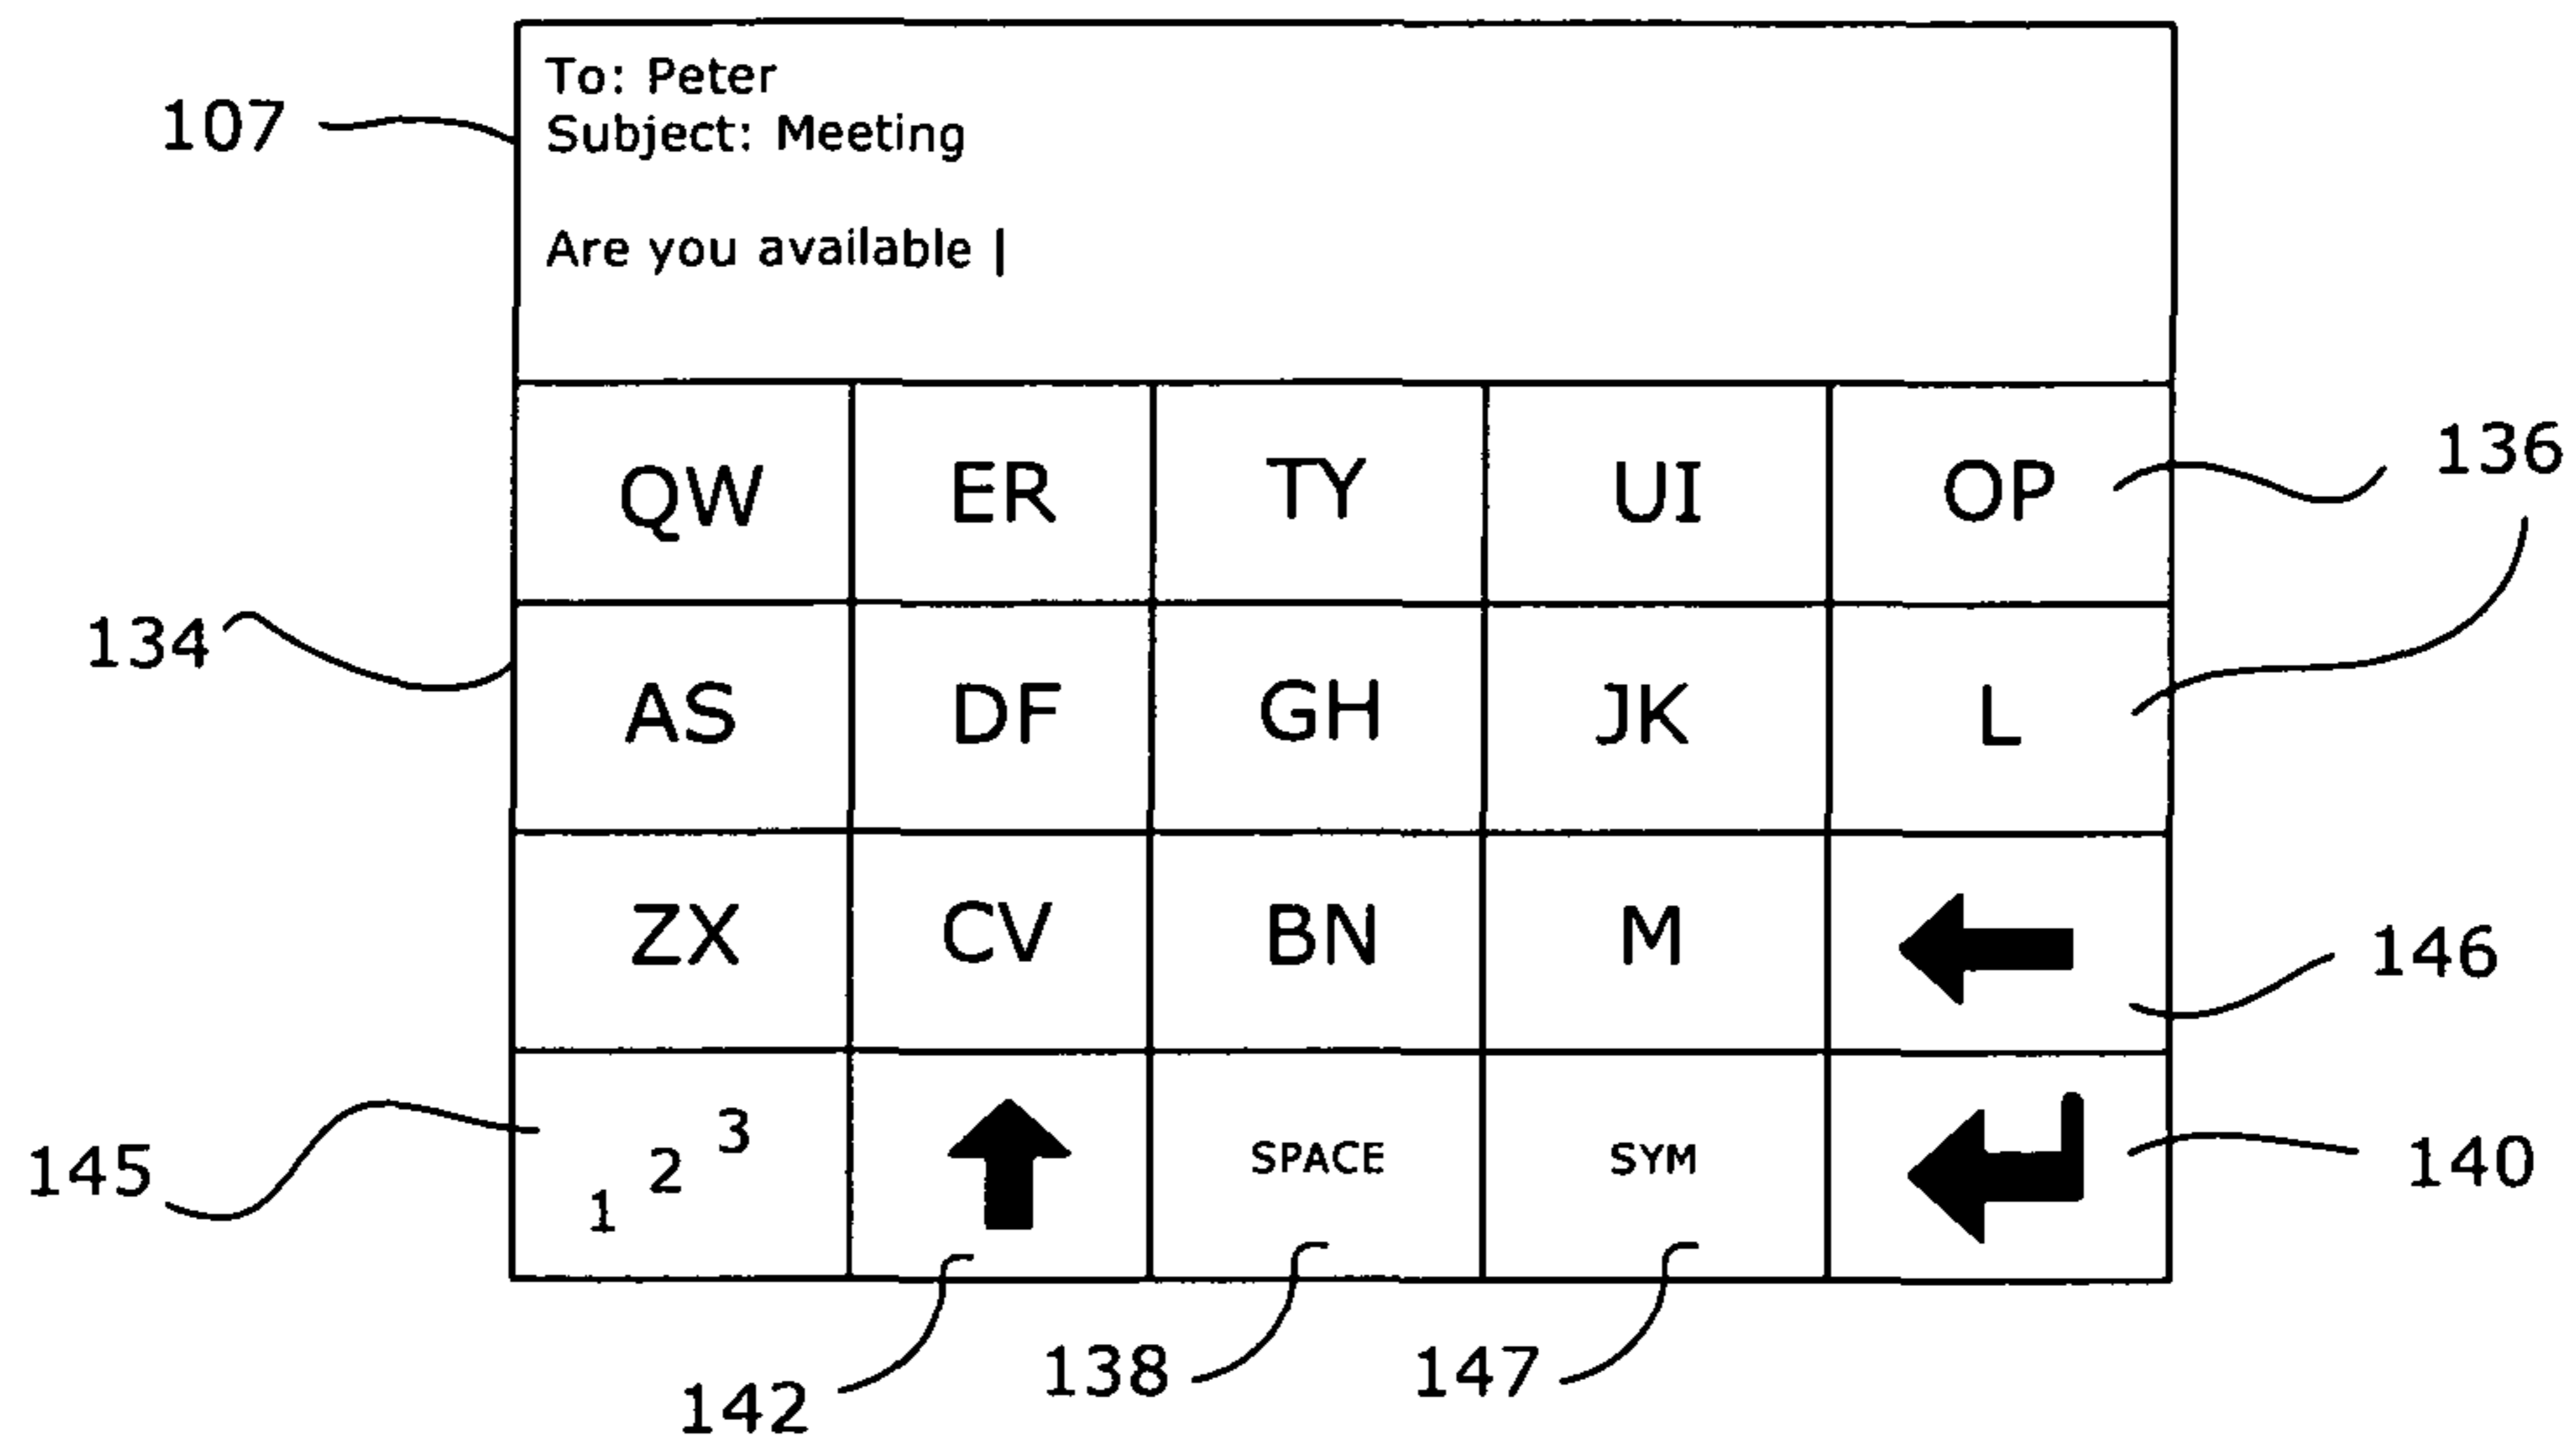 To: Peter
107
Subject: Meeting
Are you available |
136
QW ER TY UI OP
134
AS DF GH JK L
ZX CV BN M
146
145
1 2 3
SPACE SYM
140
142 138 147